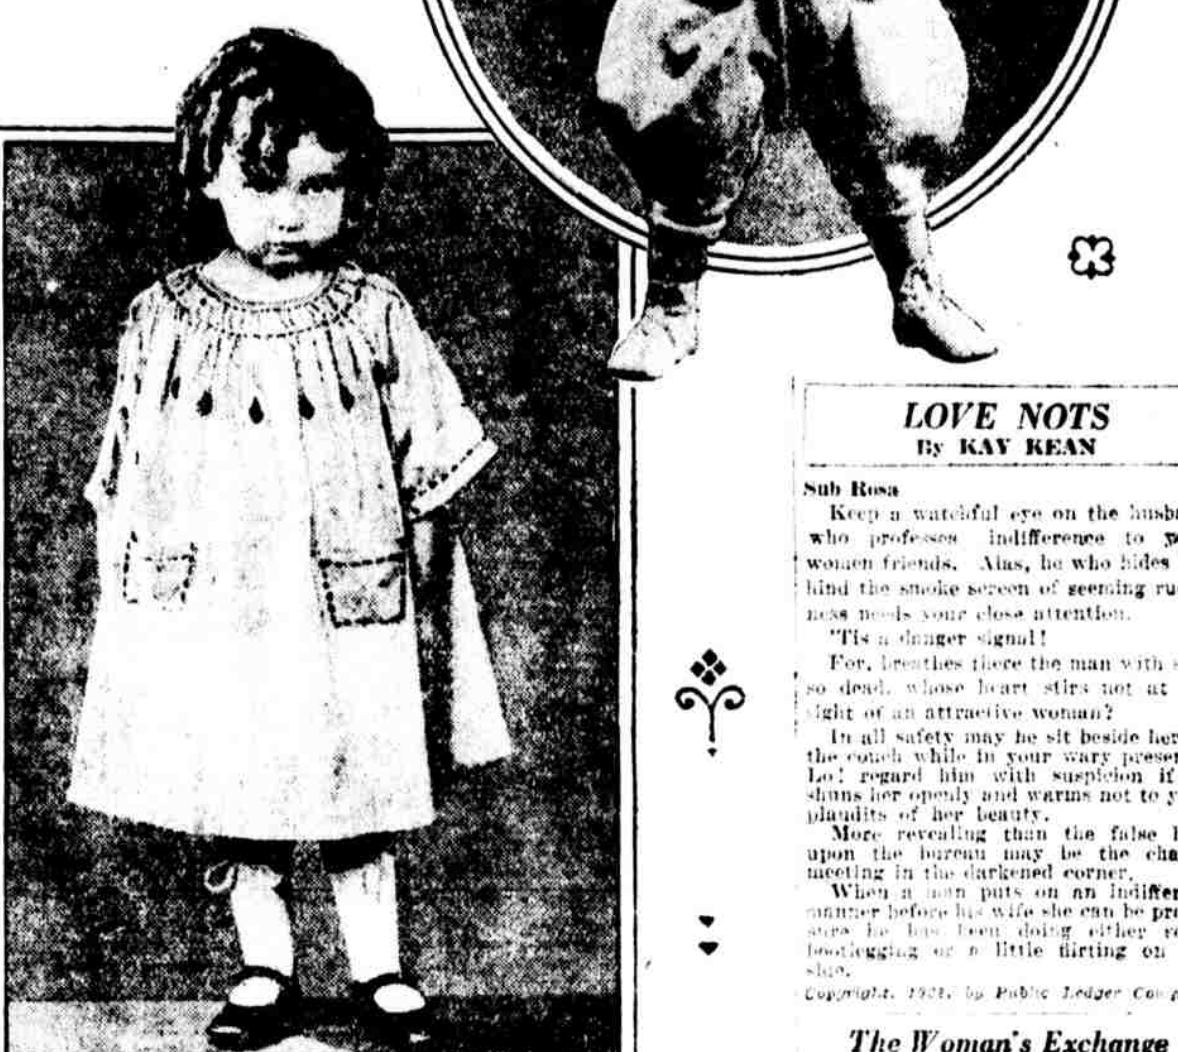 LOVE NOTS
By KAY KEAN
Sub Rosa
Keep a watchful eye on the husb
who professes indifference to y
women friends. Alas, he who hides
hind the smoke screen of seeming ru
ness needs your close attention.
'Tis a danger signal!
For, breathes there the man with s
so dead, whose heart stirs not at
sight of an attractive woman?
In all safety may he sit beside her
the couch while in your wary presen
Lo! regard him with suspicion if
shuns her openly and warms not to y
plaudits of her beauty.
More revealing than the false
upon the bureau may be the cha
meeting in the darkened corner.
When a man puts on an indiffer
manner before his wife she can be pre
sure he has been doing either
bootlegging or a little flirting on
side.
Copyright, by Public Ledger Comp
The Woman's Exchange